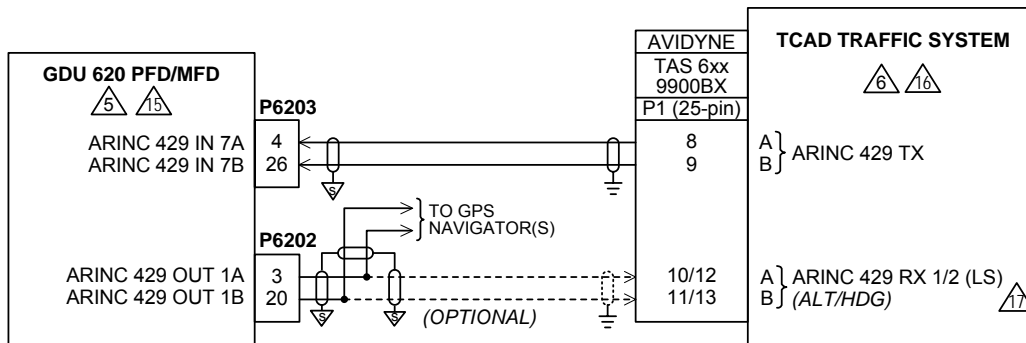 AVIDYNE
TAS 6xx
9900BX
P1 (25-pin)
TCAD TRAFFIC SYSTEM
6 16
GDU 620 PFD/MFD
5 15
P6203
ARINC 429 IN 7A 4
8 A
ARINC 429 IN 7B 26
9 B
ARINC 429 TX
S
TO GPS
NAVIGATOR(S)
P6202
ARINC 429 OUT 1A 3
10/12 A ARINC 429 RX 1/2 (LS)
ARINC 429 OUT 1B 20
11/13 B (ALT/HDG)
17
S S
(OPTIONAL)